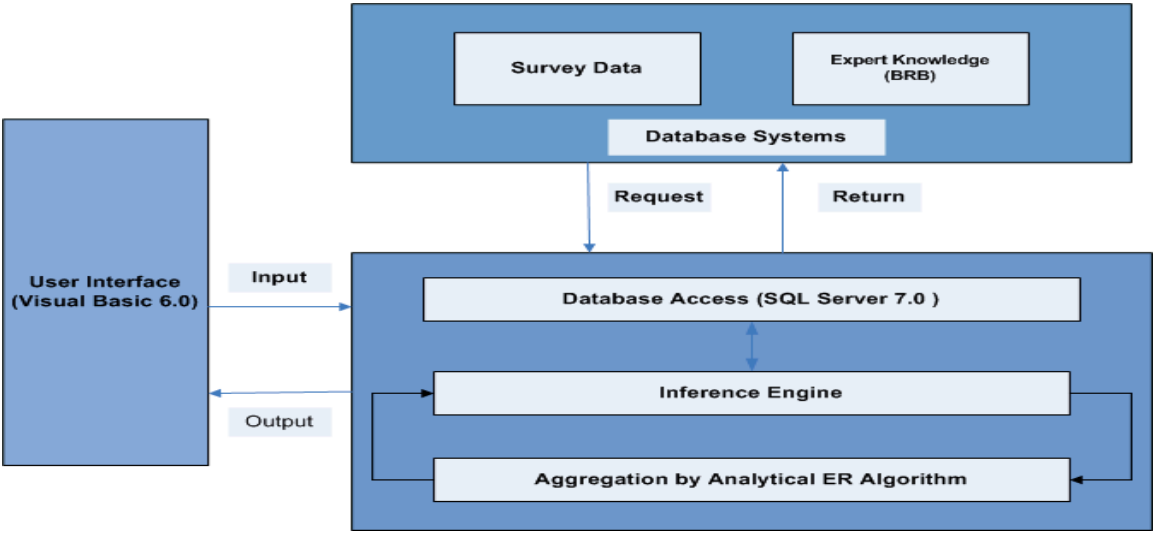 Survey Data
Expert Knowledge
(BRB)
Database Systems
Request
Return
User Interface
(Visual Basic 6.0)
Input
Output
Database Access (SQL Server 7.0 )
Inference Engine
Aggregation by Analytical ER Algorithm